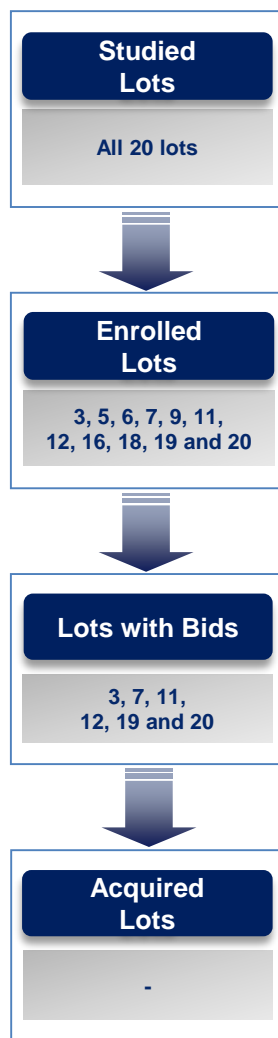 Studied
Lots
All 20 lots
Enrolled
Lots
3, 5, 6, 7, 9, 11,
12, 16, 18, 19 and 20
Lots with Bids
3, 7, 11,
12, 19 and 20
Acquired
Lots
-